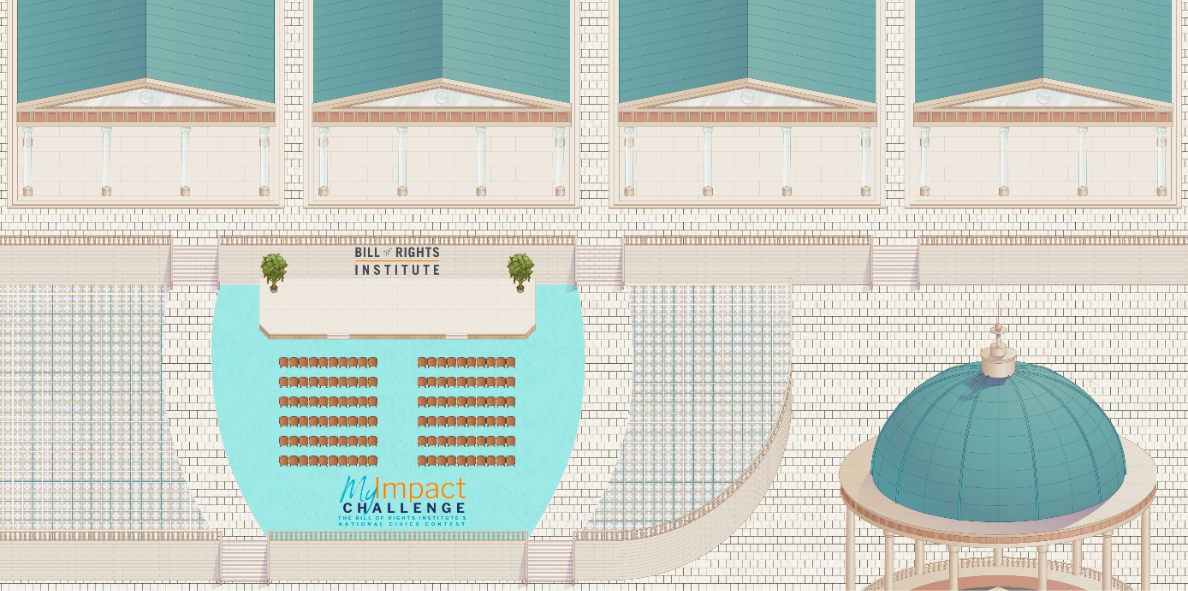 BILL of RIGHTS
INSTITUTE
MyImpact
CHALLENGE
THE BILL OF RIGHTS INSTITUTE'S
NATIONAL CIVICS CONTEST